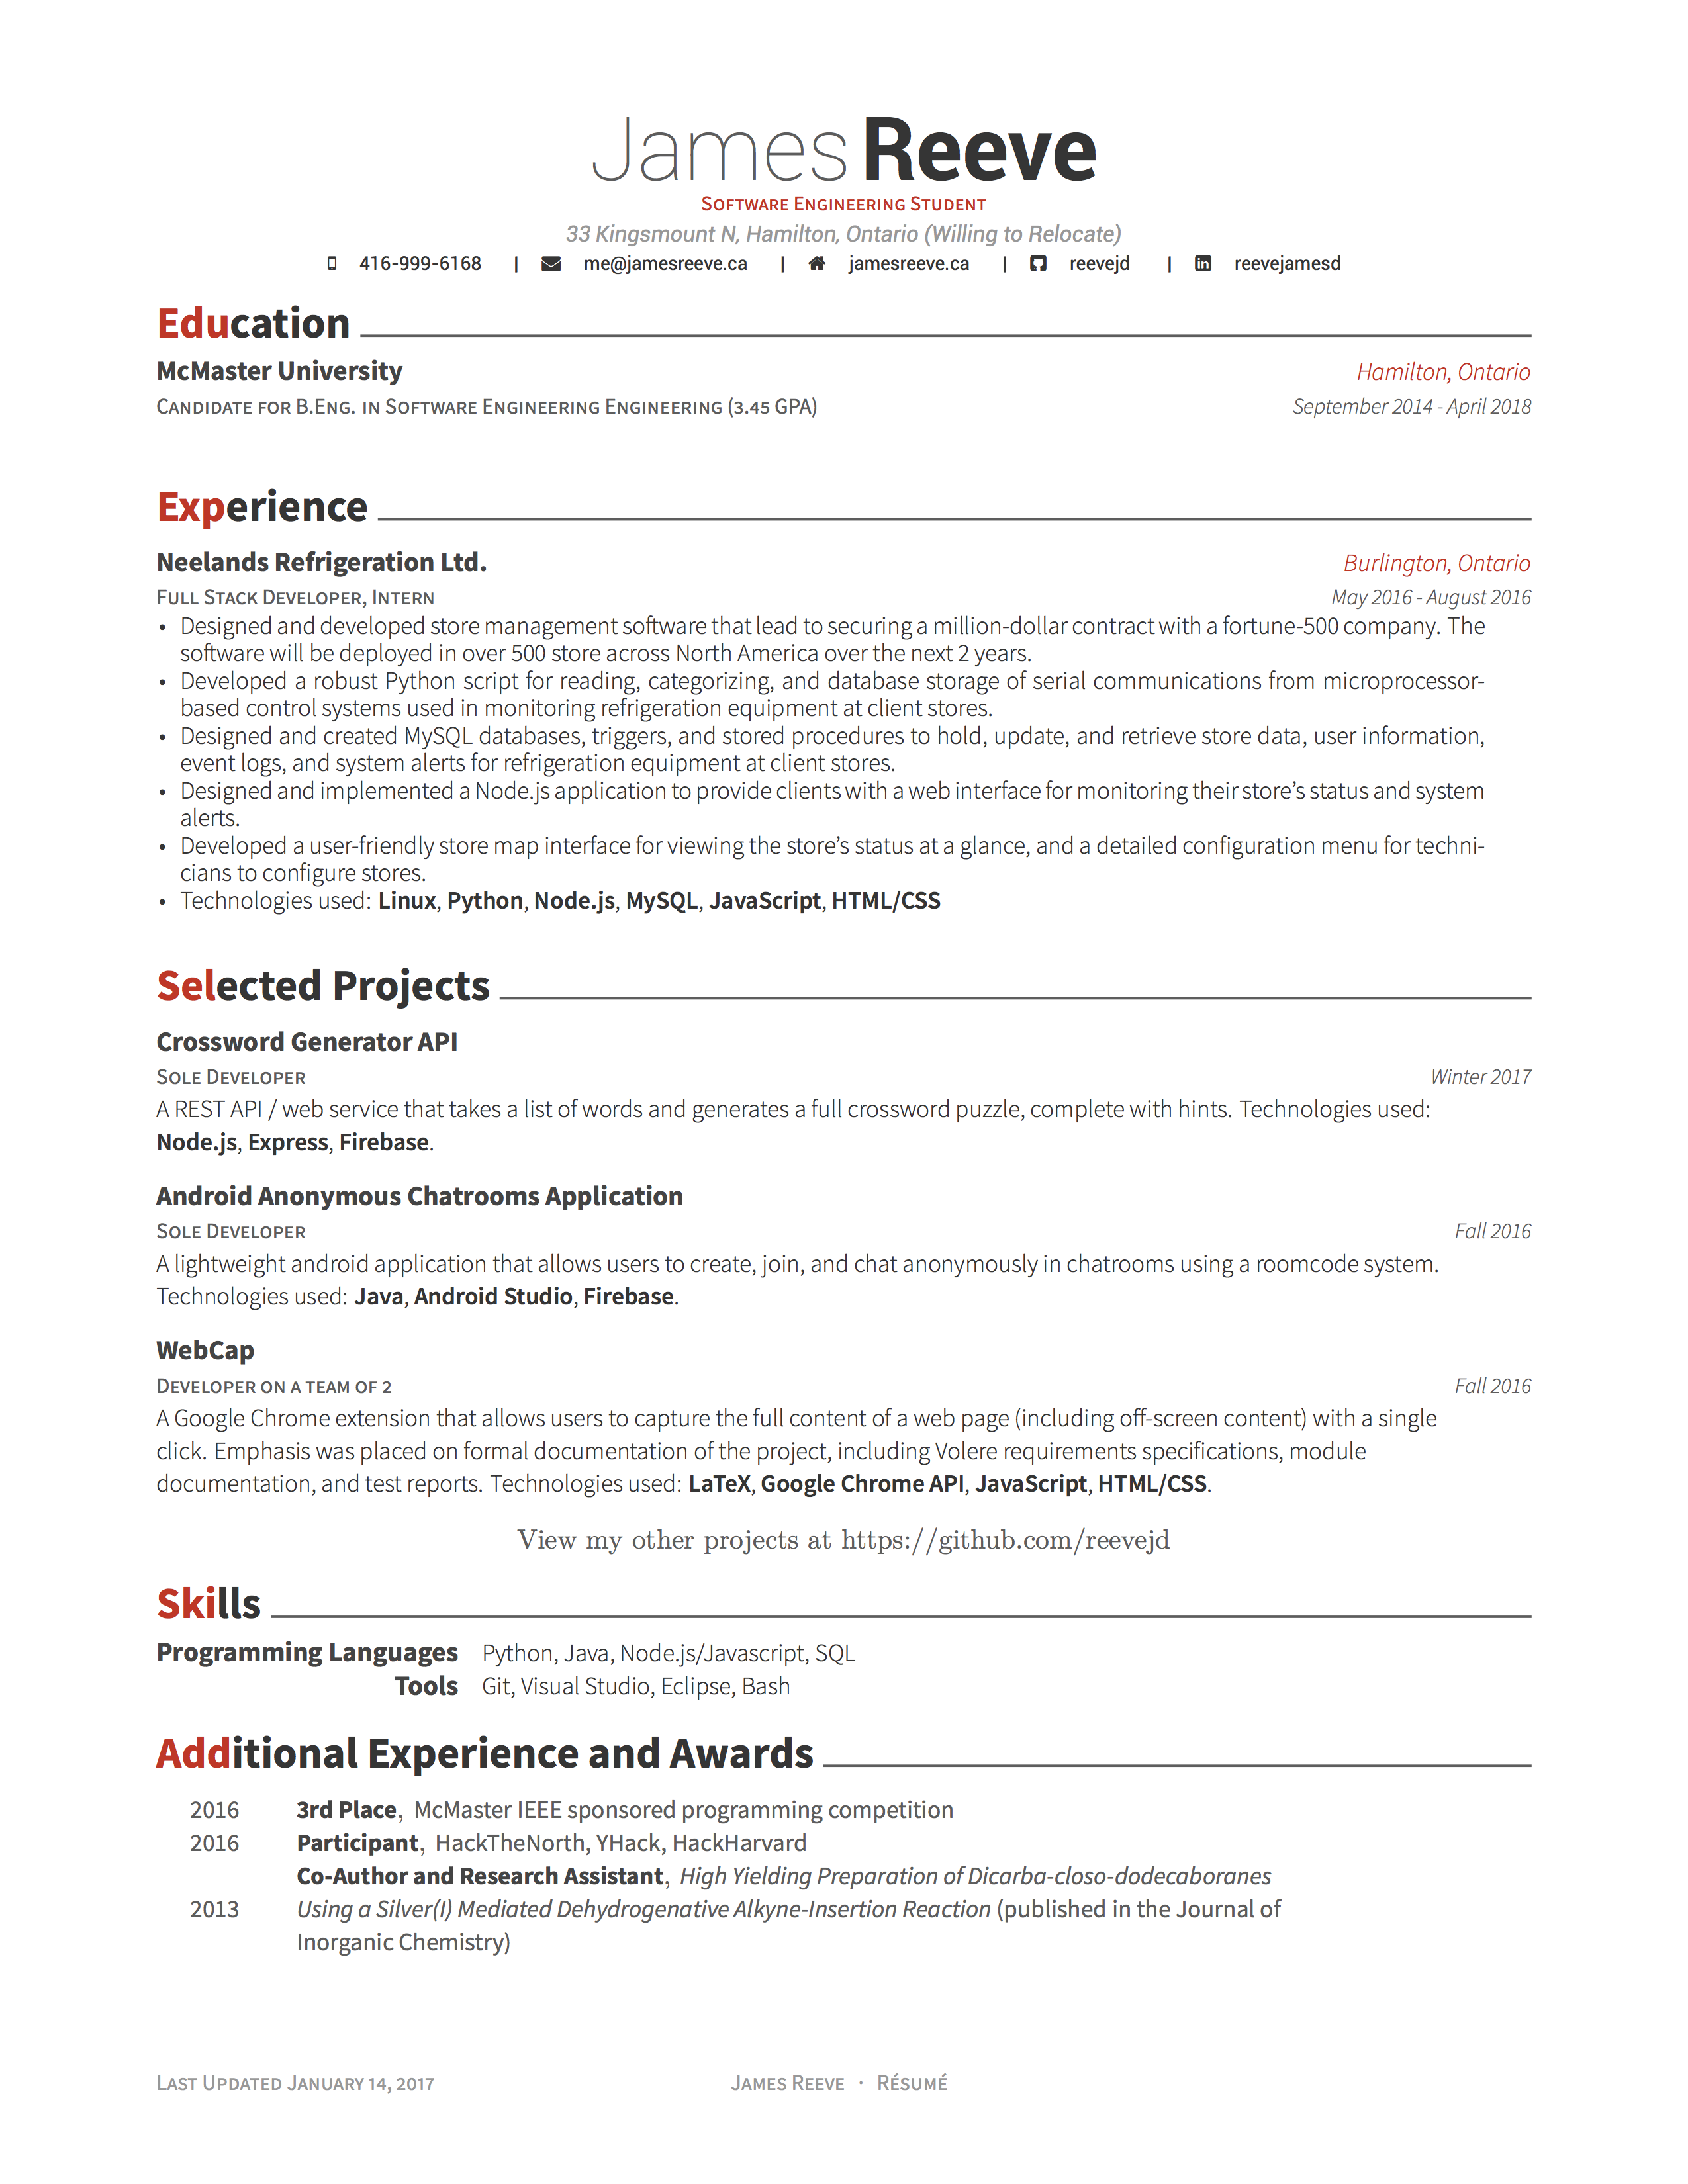 James Reeve
Software Engineering Student
33 Kingsmount N, Hamilton, Ontario (Willing to Relocate)
416-999-6168 | me@jamesreeve.ca | jamesreeve.ca | reevejd | reevejamesd
Education
McMaster University Hamilton, Ontario
Candidate for B.Eng. in Software Engineering Engineering (3.45 GPA) September 2014 - April 2018
Experience
Neelands Refrigeration Ltd. Burlington, Ontario
Full Stack Developer, Intern May 2016 - August 2016
• Designed and developed store management software that lead to securing a million-dollar contract with a fortune-500 company. The
software will be deployed in over 500 store across North America over the next 2 years.
• Developed a robust Python script for reading, categorizing, and database storage of serial communications from microprocessor-
based control systems used in monitoring refrigeration equipment at client stores.
• Designed and created MySQL databases, triggers, and stored procedures to hold, update, and retrieve store data, user information,
event logs, and system alerts for refrigeration equipment at client stores.
• Designed and implemented a Node.js application to provide clients with a web interface for monitoring their store’s status and system
alerts.
• Developed a user-friendly store map interface for viewing the store’s status at a glance, and a detailed configuration menu for techni-
cians to configure stores.
• Technologies used: Linux, Python, Node.js, MySQL, JavaScript, HTML/CSS
Selected Projects
Crossword Generator API
Sole Developer Winter 2017
A REST API / web service that takes a list of words and generates a full crossword puzzle, complete with hints. Technologies used:
Node.js, Express, Firebase.
Android Anonymous Chatrooms Application
Sole Developer Fall 2016
A lightweight android application that allows users to create, join, and chat anonymously in chatrooms using a roomcode system.
Technologies used: Java, Android Studio, Firebase.
WebCap
Developer on a team of 2 Fall 2016
A Google Chrome extension that allows users to capture the full content of a web page (including off-screen content) with a single
click. Emphasis was placed on formal documentation of the project, including Volere requirements specifications, module
documentation, and test reports. Technologies used: LaTeX, Google Chrome API, JavaScript, HTML/CSS.
View my other projects at https://github.com/reevejd
Skills
Programming Languages Python, Java, Node.js/Javascript, SQL
Tools Git, Visual Studio, Eclipse, Bash
Additional Experience and Awards
2016 3rd Place, McMaster IEEE sponsored programming competition
2016 Participant, HackTheNorth, YHack, HackHarvard
Co-Author and Research Assistant, High Yielding Preparation of Dicarba-closo-dodecaboranes
2013 Using a Silver(I) Mediated Dehydrogenative Alkyne-Insertion Reaction (published in the Journal of
Inorganic Chemistry)
Last Updated January 14, 2017 James Reeve · Résumé